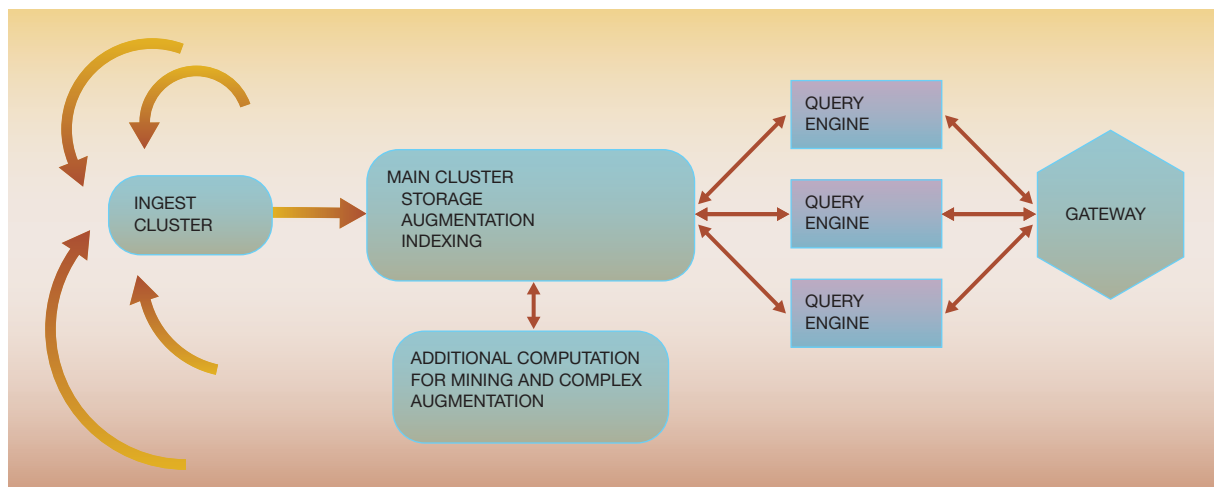 INGEST
CLUSTER
MAIN CLUSTER
STORAGE
AUGMENTATION
INDEXING
ADDITIONAL COMPUTATION
FOR MINING AND COMPLEX
AUGMENTATION
QUERY
ENGINE
QUERY
ENGINE
QUERY
ENGINE
GATEWAY